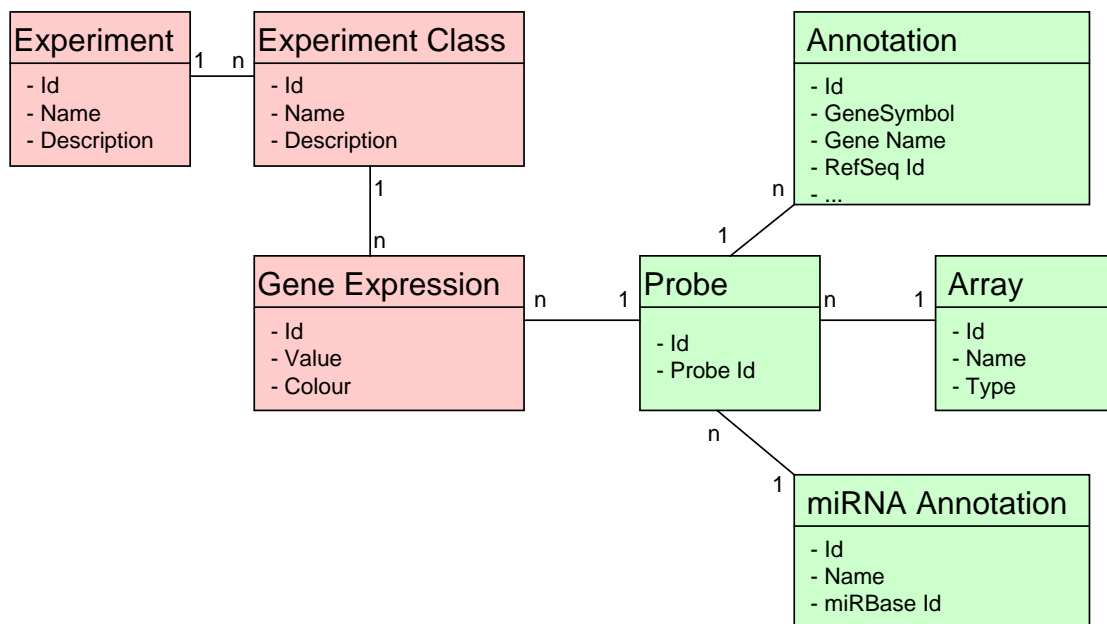 Experiment
- Id
- Name
- Description
1
n
Experiment Class
- Id
- Name
- Description
1
n
Annotation
- Id
- GeneSymbol
- Gene Name
- RefSeq Id
- ...
n
1
Gene Expression
- Id
- Value
- Colour
n
1
Probe
- Id
- Probe Id
n
1
Array
- Id
- Name
- Type
n
1
miRNA Annotation
- Id
- Name
- miRBase Id